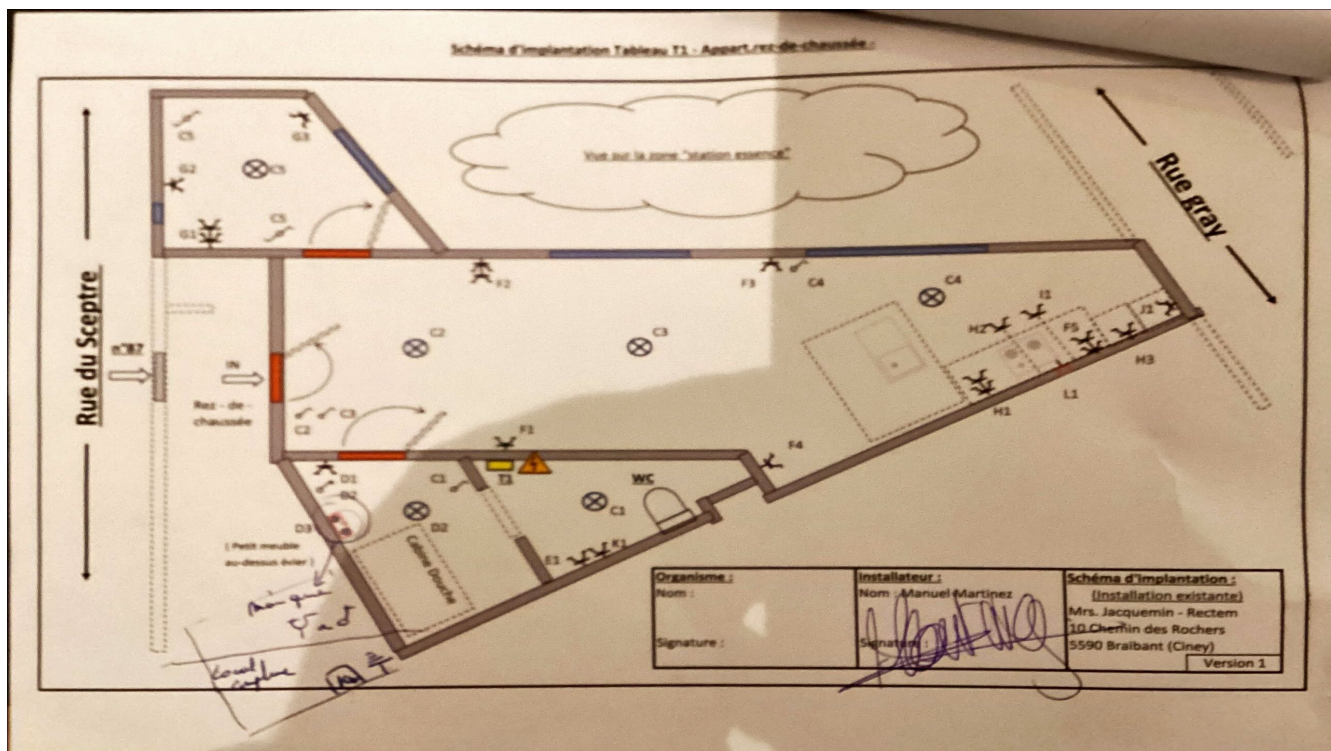 Schéma d'implantation Tableau T1 - Appart.rez-de-chaussée :
Rue du Sceptre
n°87
Rue gray
Vue sur la zone "station essence"
C5
G3
G2
C5
C5
G1
F2
F3
C4
C4
I1
H2
F5
J1
H3
L1
H1
C2
C3
IN
Rez - de -
chaussée
C3
C2
F1
F4
D1
D2
C1
T1
WC
C1
D2
D3
E1
K1
( Petit meuble
au-dessus évier )
Cabine Douche
manque
Organisme :
Nom :
Signature :
Installateur :
Nom : Manuel Martinez
Signature :
Schéma d'implantation :
(Installation existante)
Mrs. Jacquemin - Rectem
10 Chemin des Rochers
5590 Braibant (Ciney)
Version 1